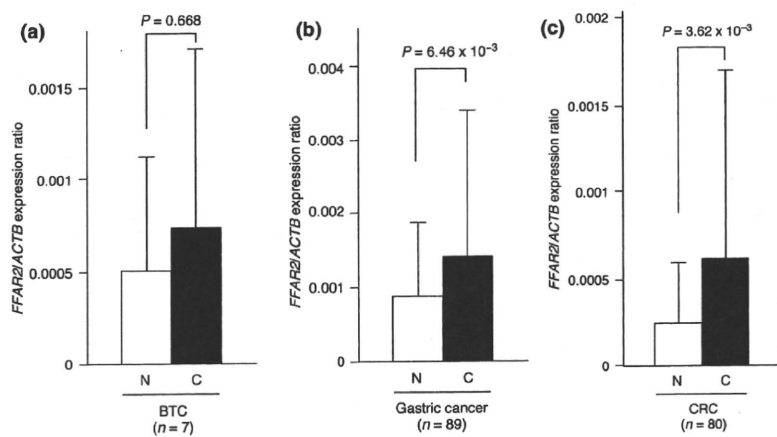 (a)
P = 0.668
FFAR2/ACTB expression ratio
0.0015
0.001
0.0005
0
N C
BTC
(n = 7)
(b)
P = 6.46 x 10⁻³
FFAR2/ACTB expression ratio
0.004
0.003
0.002
0.001
0
N C
Gastric cancer
(n = 89)
(c)
P = 3.62 x 10⁻³
FFAR2/ACTB expression ratio
0.002
0.0015
0.001
0.0005
0
N C
CRC
(n = 80)